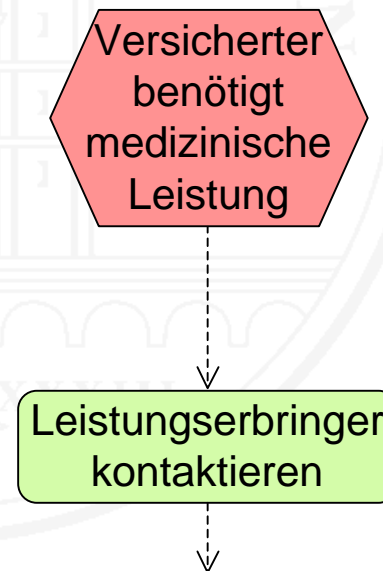 Versicherter
benötigt
medizinische
Leistung
Leistungserbringer
kontaktieren